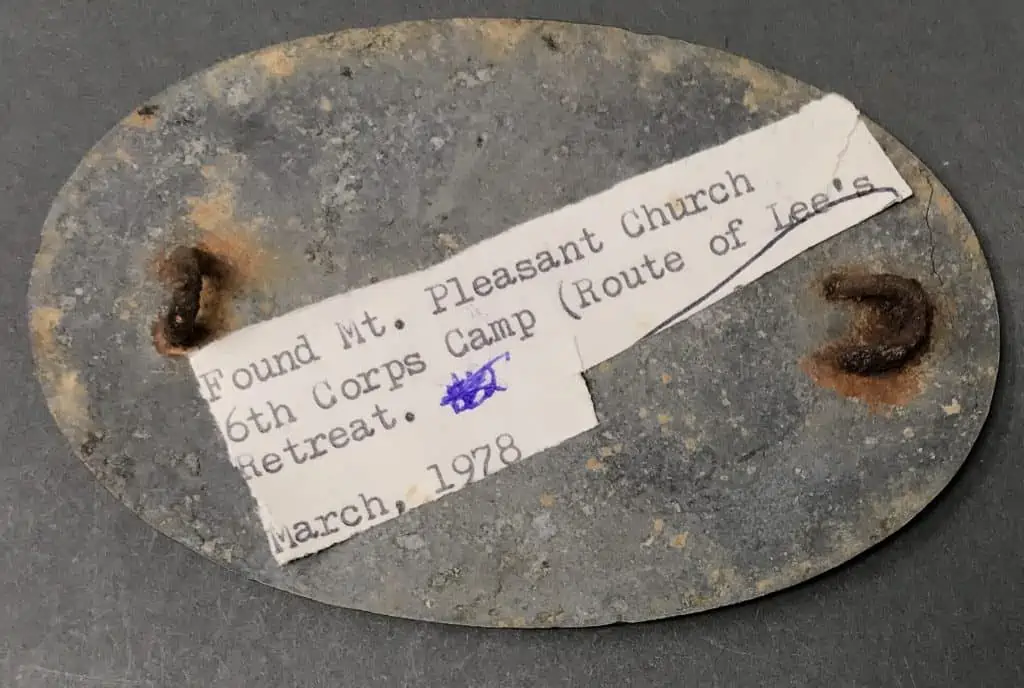 Found Mt. Pleasant Church
6th Corps Camp (Route of Lee's
Retreat.
March, 1978